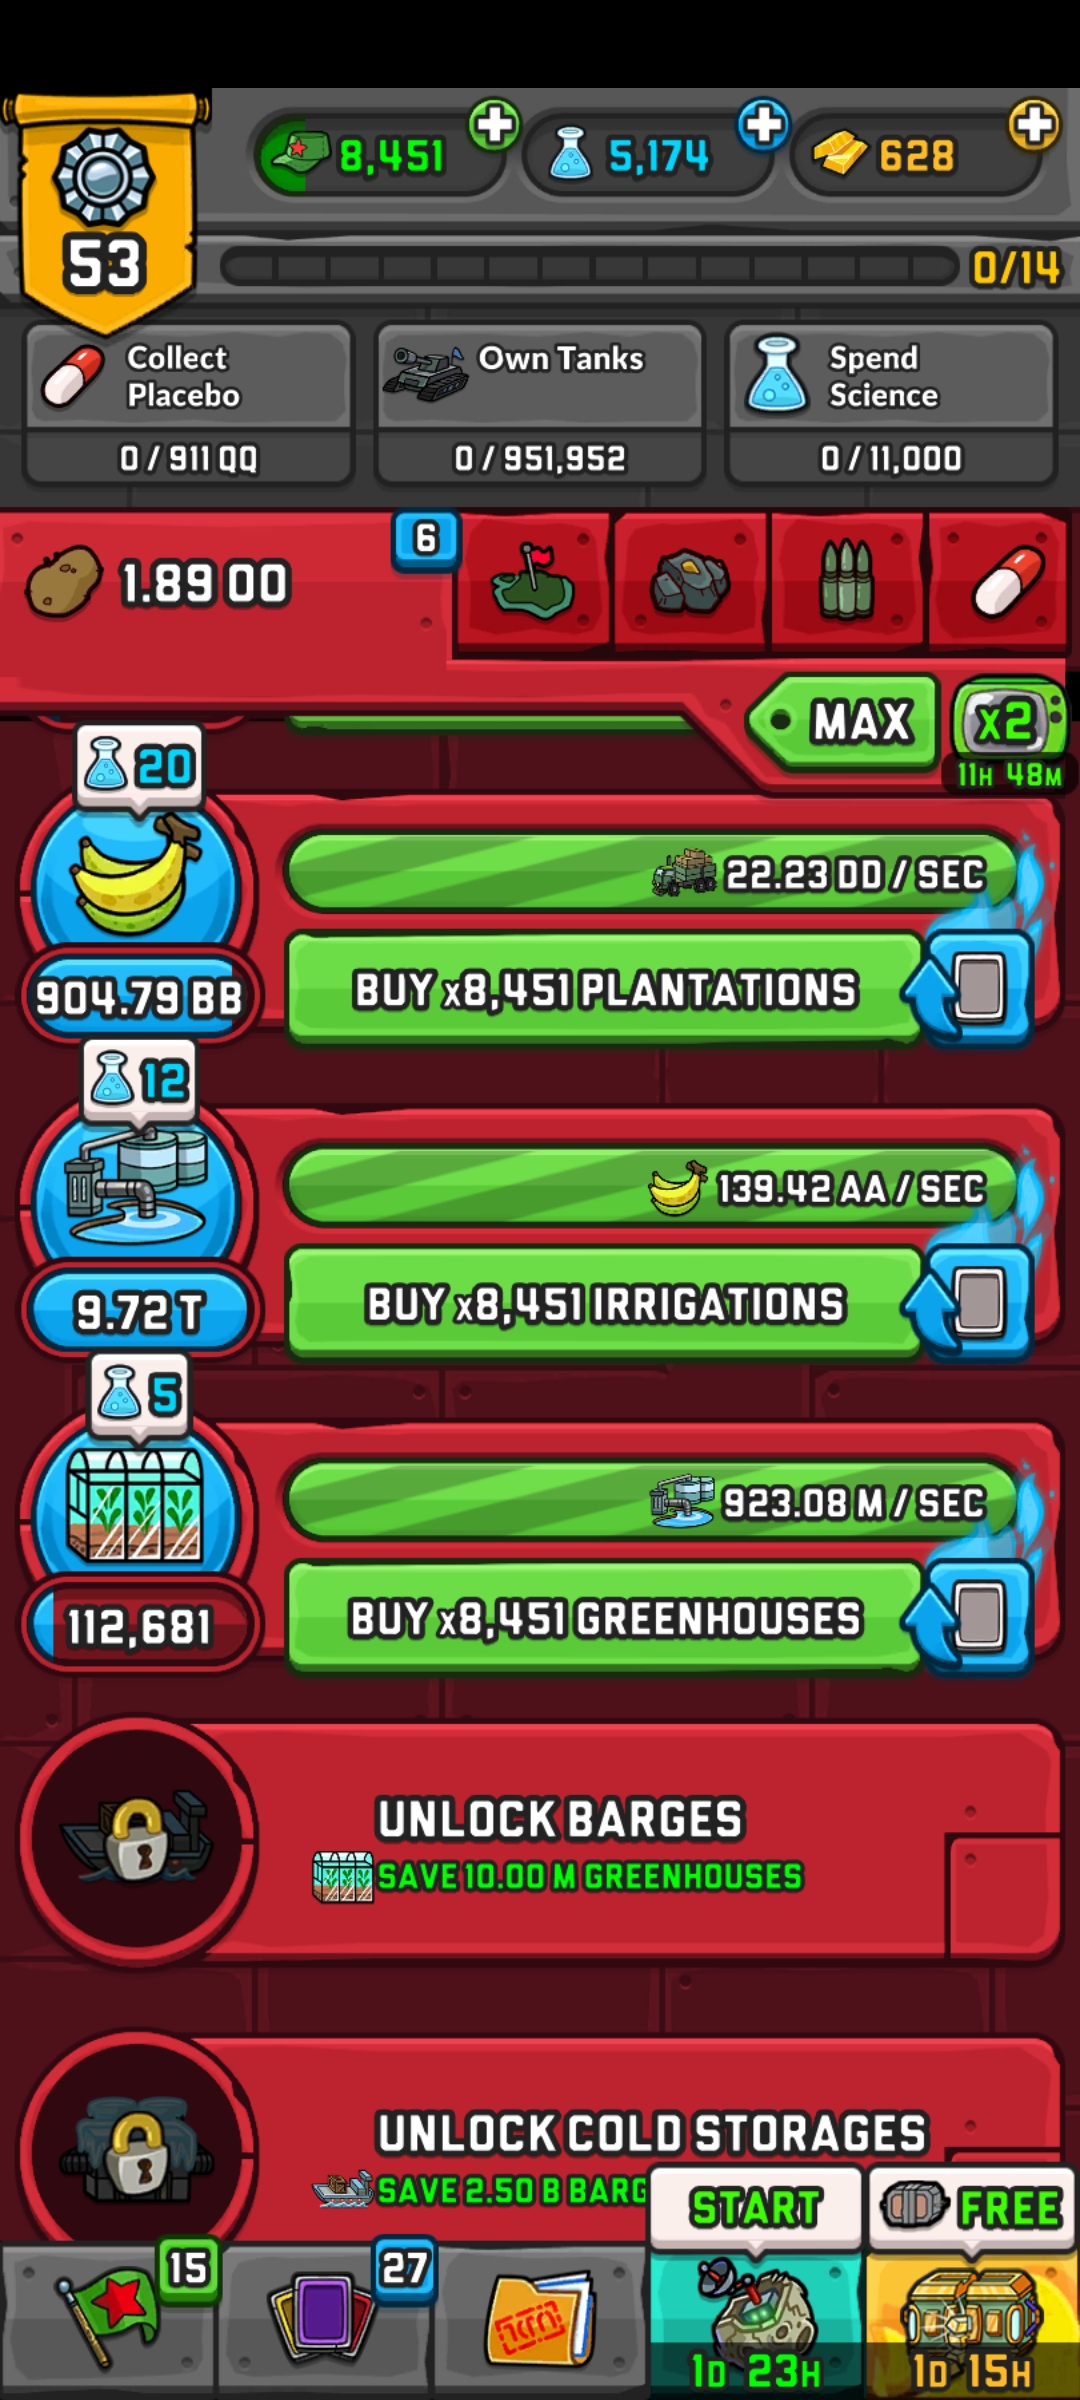 8,451
5,174
628
53
0/14
Collect
Placebo
0 / 911 QQ
Own Tanks
0 / 951,952
Spend
Science
0 / 11,000
1.89 OO
6
MAX
x2
11H 48M
20
22.23 DD / SEC
904.79 BB
BUY x8,451 PLANTATIONS
12
139.42 AA / SEC
9.72 T
BUY x8,451 IRRIGATIONS
5
923.08 M / SEC
112,681
BUY x8,451 GREENHOUSES
UNLOCK BARGES
SAVE 10.00 M GREENHOUSES
UNLOCK COLD STORAGES
SAVE 2.50 B BARG
START
FREE
15
27
1D 23H
1D 15H